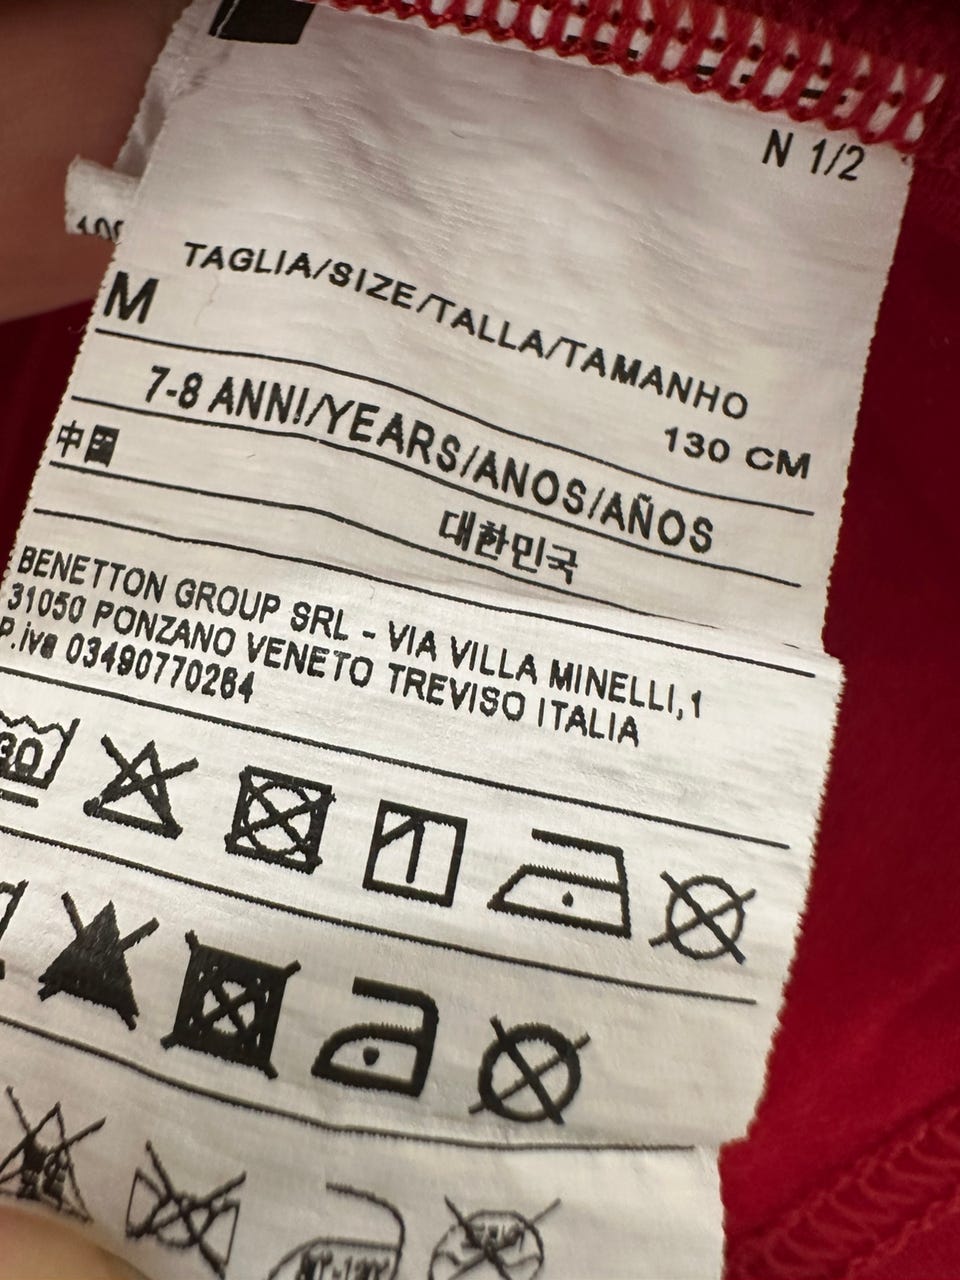 N 1/2
TAGLIA/SIZE/TALLA/TAMANHO
M 130 CM
7-8 ANNI/YEARS/ANOS/AÑOS
中国
대한민국
BENETTON GROUP SRL - VIA VILLA MINELLI,1
31050 PONZANO VENETO TREVISO ITALIA
P.iva 03490770264
30